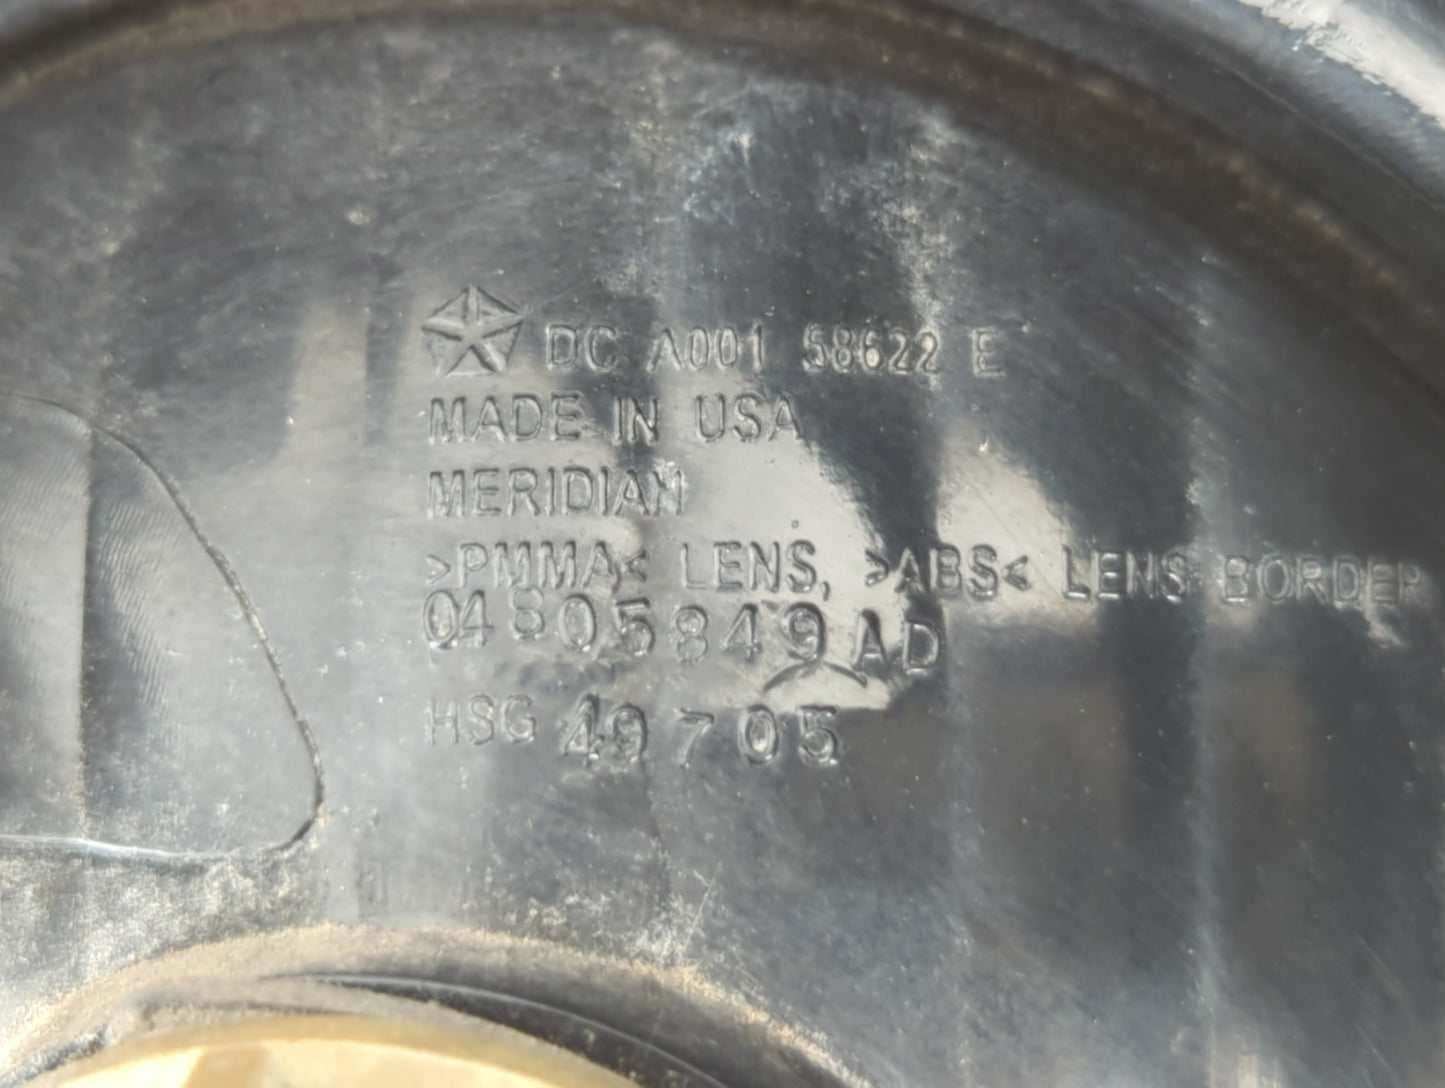 DC A001 58622 E
MADE IN USA
MERIDIAN
>PMMA< LENS, >ABS< LENS BORDER
04805849AD
HSG 49705